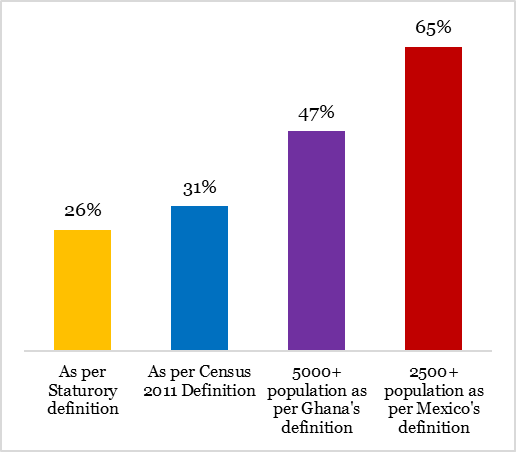 65%
47%
31%
26%
As per
Staturory
definition
As per Census
2011 Definition
5000+
population as
per Ghana's
definition
2500+
population as
per Mexico's
definition